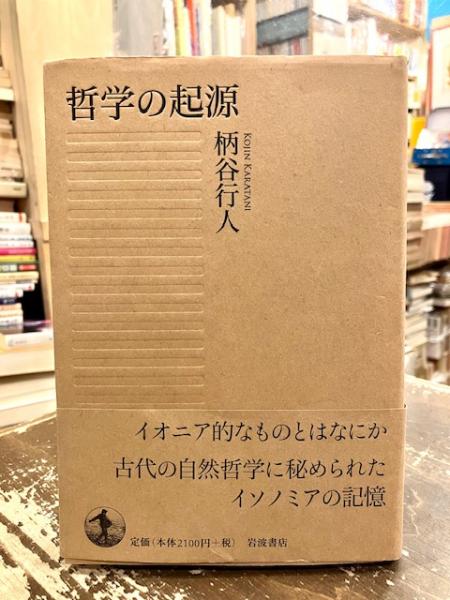 哲学の起源
柄谷行人
KOJIN KARATANI
イオニア的なものとはなにか
古代の自然哲学に秘められた
イソノミアの記憶
定価(本体2100円+税) 岩波書店